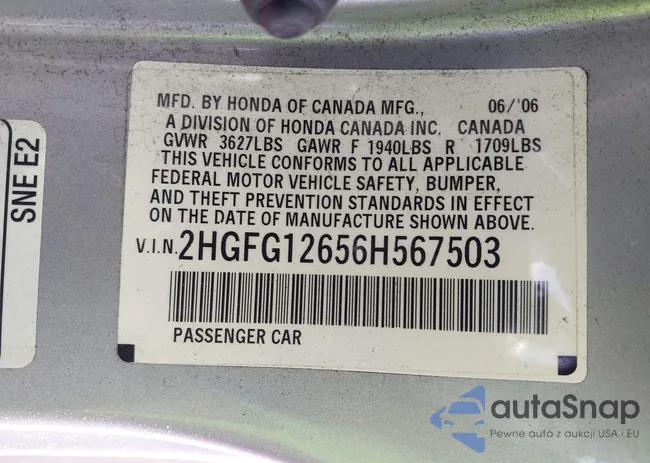 MFD. BY HONDA OF CANADA MFG., 06/'06
A DIVISION OF HONDA CANADA INC. CANADA
GVWR 3627LBS GAWR F 1940LBS R 1709LBS
THIS VEHICLE CONFORMS TO ALL APPLICABLE
FEDERAL MOTOR VEHICLE SAFETY, BUMPER,
AND THEFT PREVENTION STANDARDS IN EFFECT
ON THE DATE OF MANUFACTURE SHOWN ABOVE.
V.I.N. 2HGFG12656H567503
PASSENGER CAR
SNE E2
autaSnap
Pewne auta z aukcji USA i EU